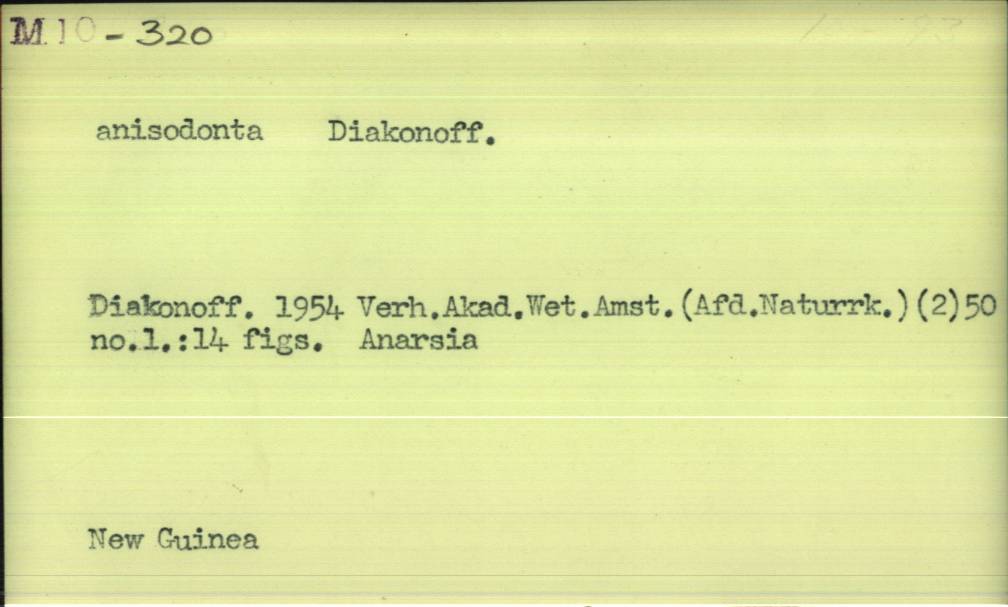 M 10 - 320
anisodonta Diakonoff.
Diakonoff. 1954 Verh.Akad.Wet.Amst.(Afd.Naturrk.)(2)50
no.1.:14 figs. Anarsia
New Guinea